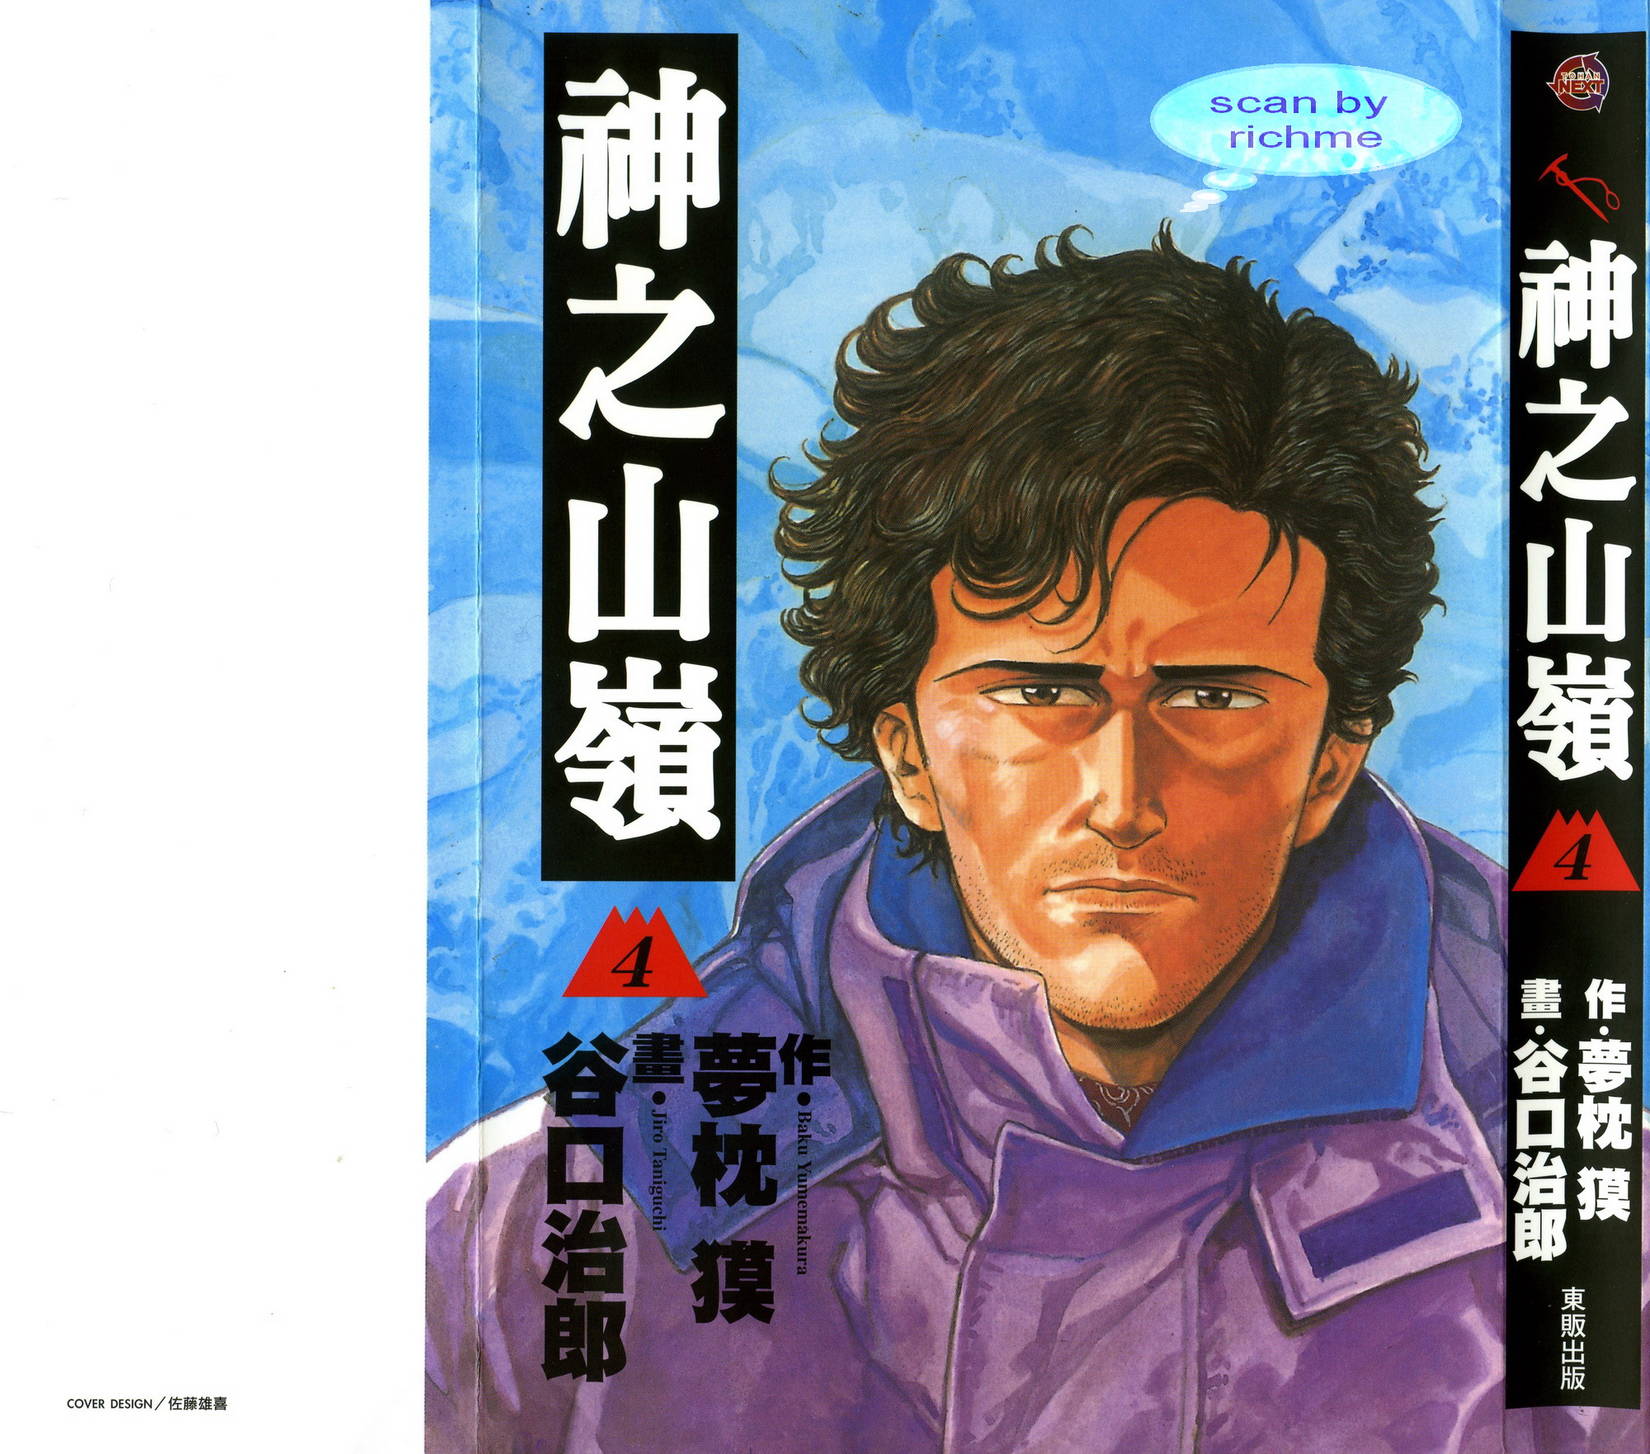 神之山嶺
4
作・夢枕 獏
Baku Yumemakura
畫・谷口治郎
Jiro Taniguchi
scan by
richme
TOHAN
NEXT
神之山嶺
4
作・夢枕 獏
畫・谷口治郎
東販出版
COVER DESIGN／佐藤雄喜